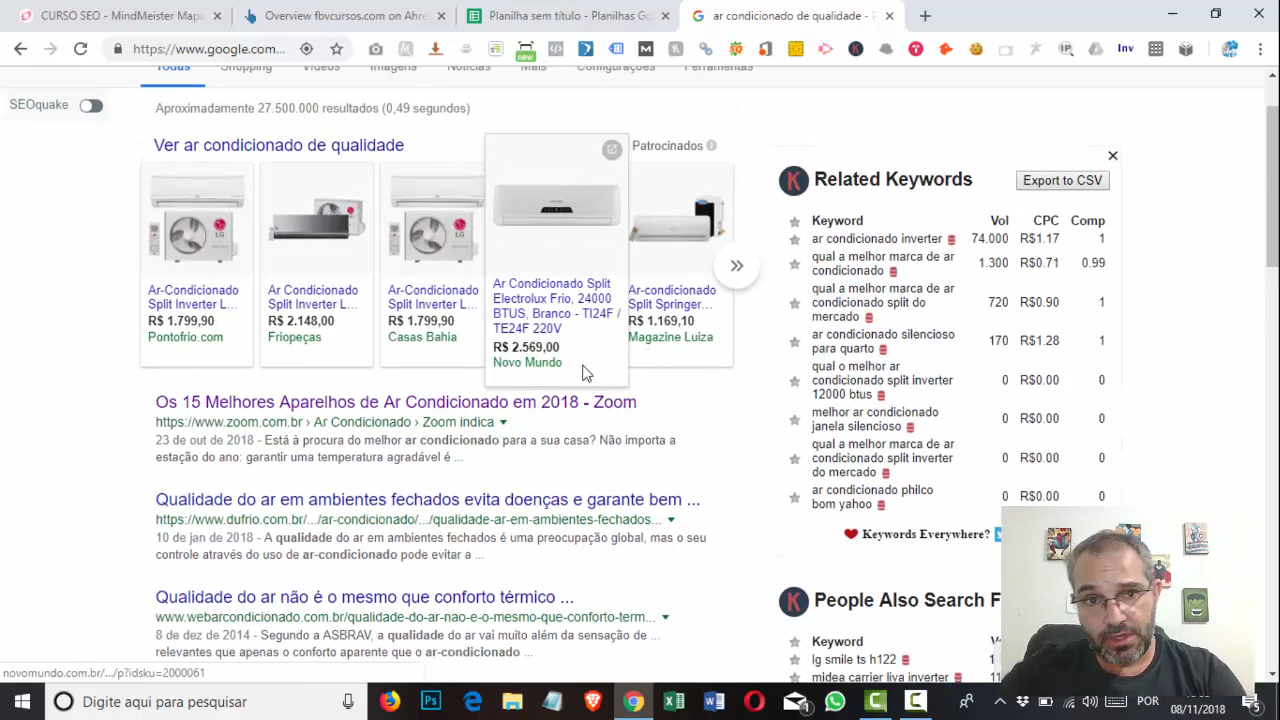 CURSO SEO - MindMeister Mapi
Overview fbvcursos.com on Ahre
Planilha sem título - Planilhas Go
ar condicionado de qualidade - P
https://www.google.com...
new
Inv
Todas Shopping Vídeos Imagens Notícias Mais Configurações Ferramentas
SEOquake
Aproximadamente 27.500.000 resultados (0,49 segundos)
Ver ar condicionado de qualidade
Patrocinados
Ar-Condicionado
Split Inverter L...
R$ 1.799,90
Pontofrio.com
Ar Condicionado
Split Inverter L...
R$ 2.148,00
Friopeças
Ar-Condicionado
Split Inverter L...
R$ 1.799,90
Casas Bahia
Ar Condicionado Split
Electrolux Frio, 24000
BTUS, Branco - TI24F /
TE24F 220V
R$ 2.569,00
Novo Mundo
Ar-condicionado
Split Springer...
R$ 1.169,10
Magazine Luiza
Os 15 Melhores Aparelhos de Ar Condicionado em 2018 - Zoom
https://www.zoom.com.br › Ar Condicionado › Zoom indica
23 de out de 2018 - Está à procura do melhor ar condicionado para a sua casa? Não importa a
estação do ano: garantir uma temperatura agradável é ...
Qualidade do ar em ambientes fechados evita doenças e garante bem ...
https://www.dufrio.com.br/.../ar-condicionado/.../qualidade-ar-em-ambientes-fechados...
10 de jan de 2018 - A qualidade do ar em ambientes fechados é uma preocupação global, mas o seu
controle através do uso de ar-condicionado pode evitar a ...
Qualidade do ar não é o mesmo que conforto térmico ...
www.webarcondicionado.com.br/qualidade-do-ar-nao-e-o-mesmo-que-conforto-term...
8 de dez de 2014 - Segundo a ASBRAV, a qualidade do ar vai muito além da sensação de ...
relevantes que apenas o conforto aparente que o ar-condicionado ...
novomundo.com.br/.../p?idsku=2000061
Related Keywords
Export to CSV
Keyword Vol CPC Comp
ar condicionado inverter 74.000 R$1.17 1
qual a melhor marca de ar
condicionado 1.300 R$0.71 0.99
qual a melhor marca de ar
condicionado split do
mercado 720 R$0.90 1
ar condicionado silencioso
para quarto 170 R$1.28 1
qual o melhor ar
condicionado split inverter
12000 btus 0 R$0.00 0
melhor ar condicionado
janela silencioso 0 R$0.00 0
qual a melhor marca de ar
condicionado split inverter
do mercado 0 R$0.00 0
ar condicionado philco
bom yahoo 0 R$0.00 0
Keywords Everywhere?
People Also Search F
Keyword
lg smile ts h122
midea carrier liva inverter
Digite aqui para pesquisar
POR
08/11/2018